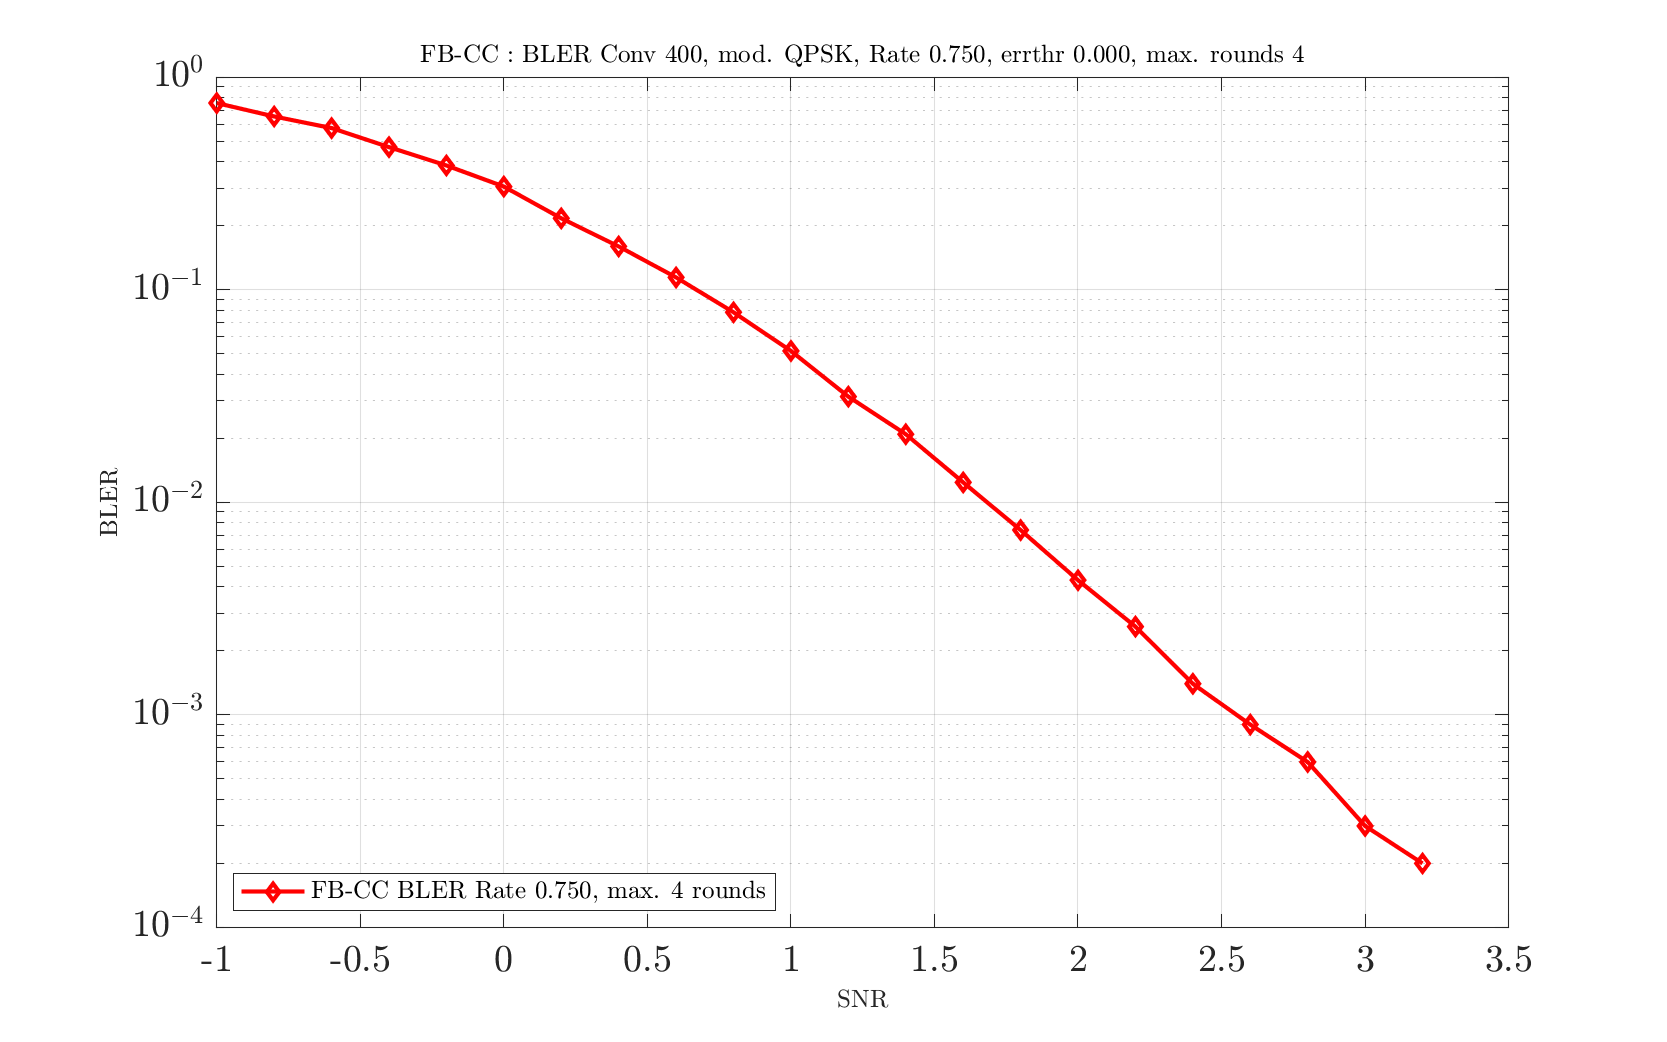 FB-CC : BLER Conv 400, mod. QPSK, Rate 0.750, errthr 0.000, max. rounds 4
10^0
10^−1
10^−2
10^−3
10^−4
BLER
FB-CC BLER Rate 0.750, max. 4 rounds
-1 -0.5 0 0.5 1 1.5 2 2.5 3 3.5
SNR